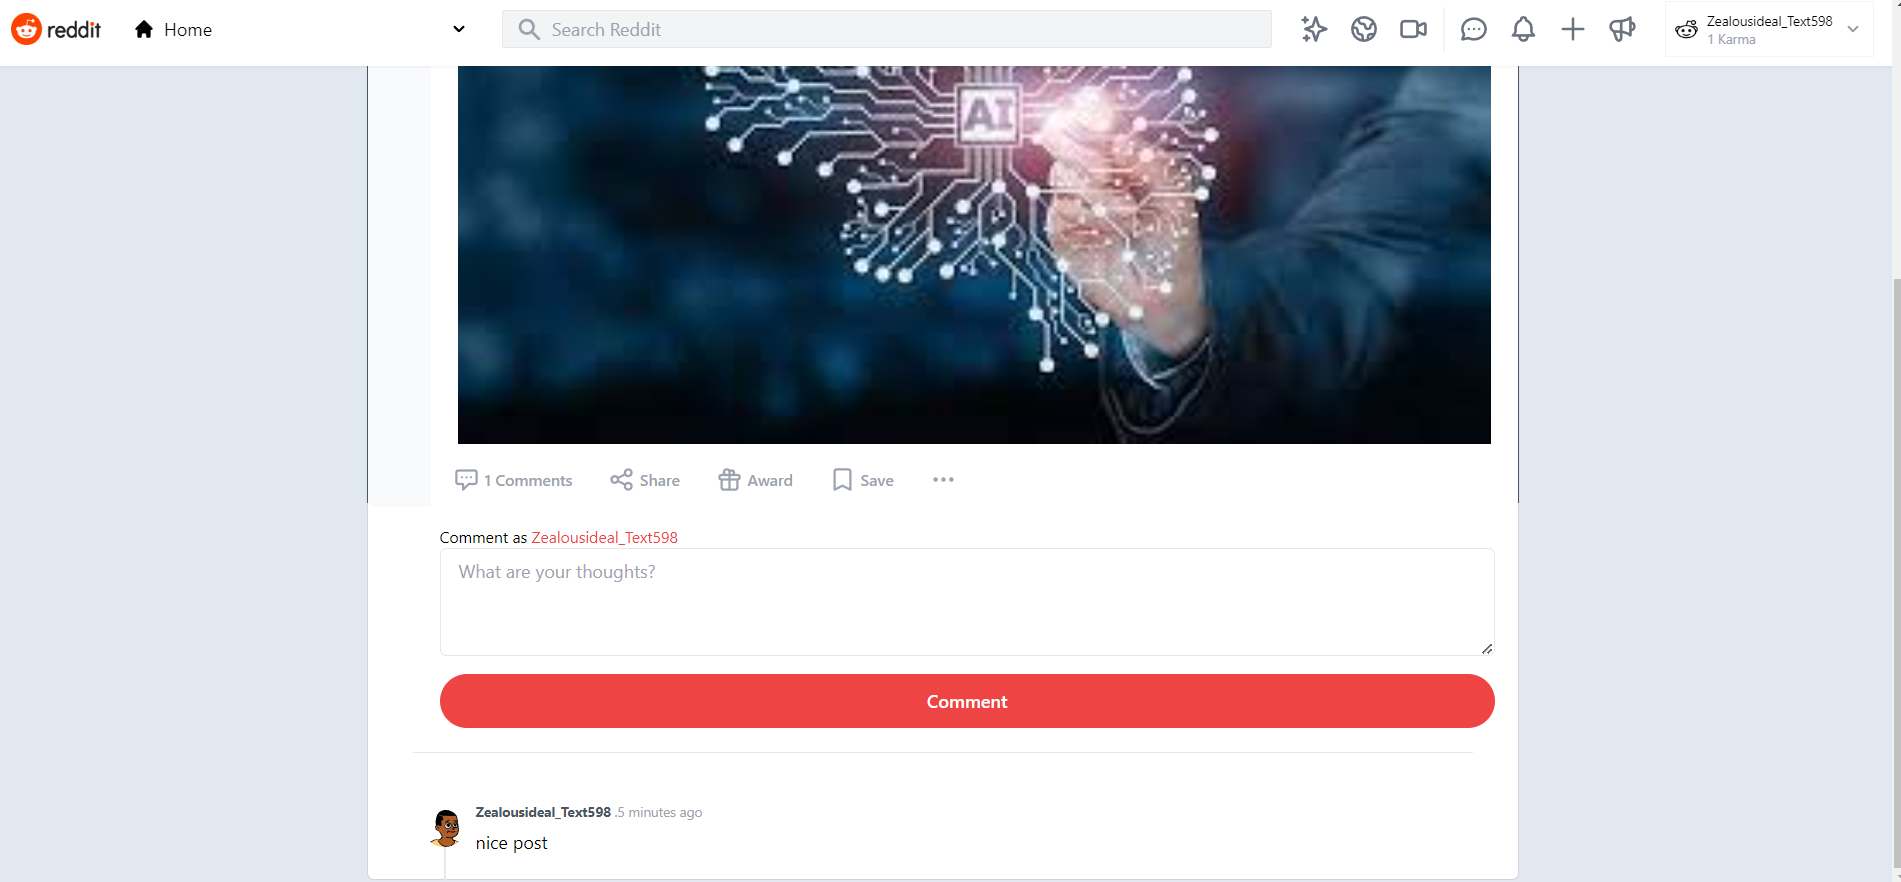 reddit
Home
Search Reddit
Zealousideal_Text598
1 Karma
AI
1 Comments
Share
Award
Save
Comment as Zealousideal_Text598
What are your thoughts?
Comment
Zealousideal_Text598 .5 minutes ago
nice post